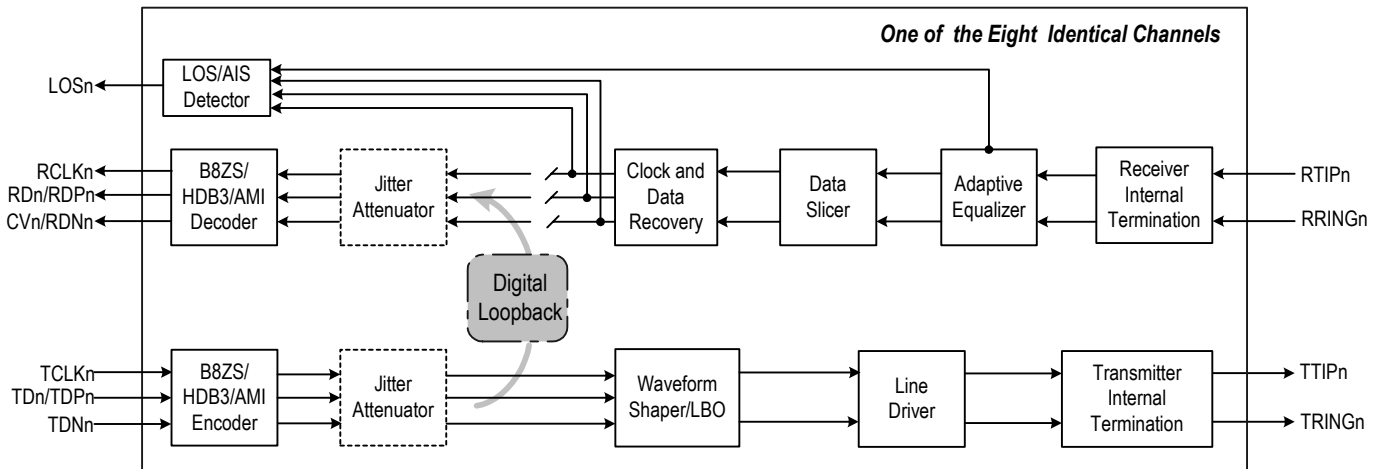 One of the Eight Identical Channels
LOSn
LOS/AIS
Detector
RCLKn
RDn/RDPn
CVn/RDNn
B8ZS/
HDB3/AMI
Decoder
Jitter
Attenuator
Clock and
Data
Recovery
Data
Slicer
Adaptive
Equalizer
Receiver
Internal
Termination
RTIPn
RRINGn
Digital
Loopback
TCLKn
TDn/TDPn
TDNn
B8ZS/
HDB3/AMI
Encoder
Jitter
Attenuator
Waveform
Shaper/LBO
Line
Driver
Transmitter
Internal
Termination
TTIPn
TRINGn